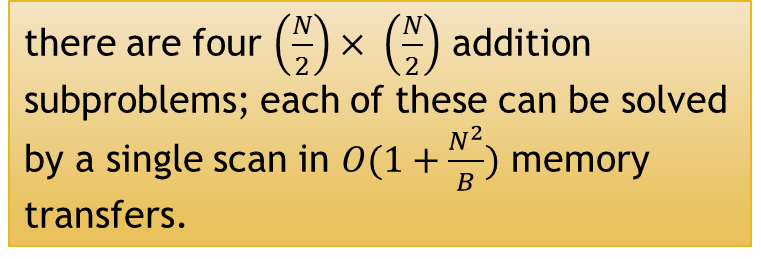 there are four (N/2) × (N/2) addition
subproblems; each of these can be solved
by a single scan in O(1 + N²/B) memory
transfers.